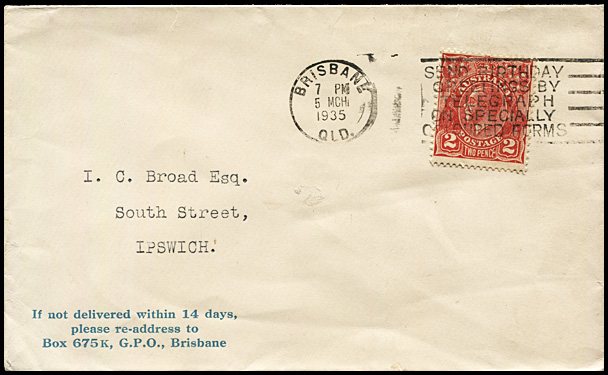 BRISBANE
7 PM
5 MCH
1935
QLD.
SEND BIRTHDAY
GREETINGS BY
TELEGRAPH
ON SPECIALLY
COLOURED FORMS
AUSTRALIA
POSTAGE
2 TWO PENCE 2
I. C. Broad Esq.
South Street,
IPSWICH.
If not delivered within 14 days,
please re-address to
Box 675K, G.P.O., Brisbane